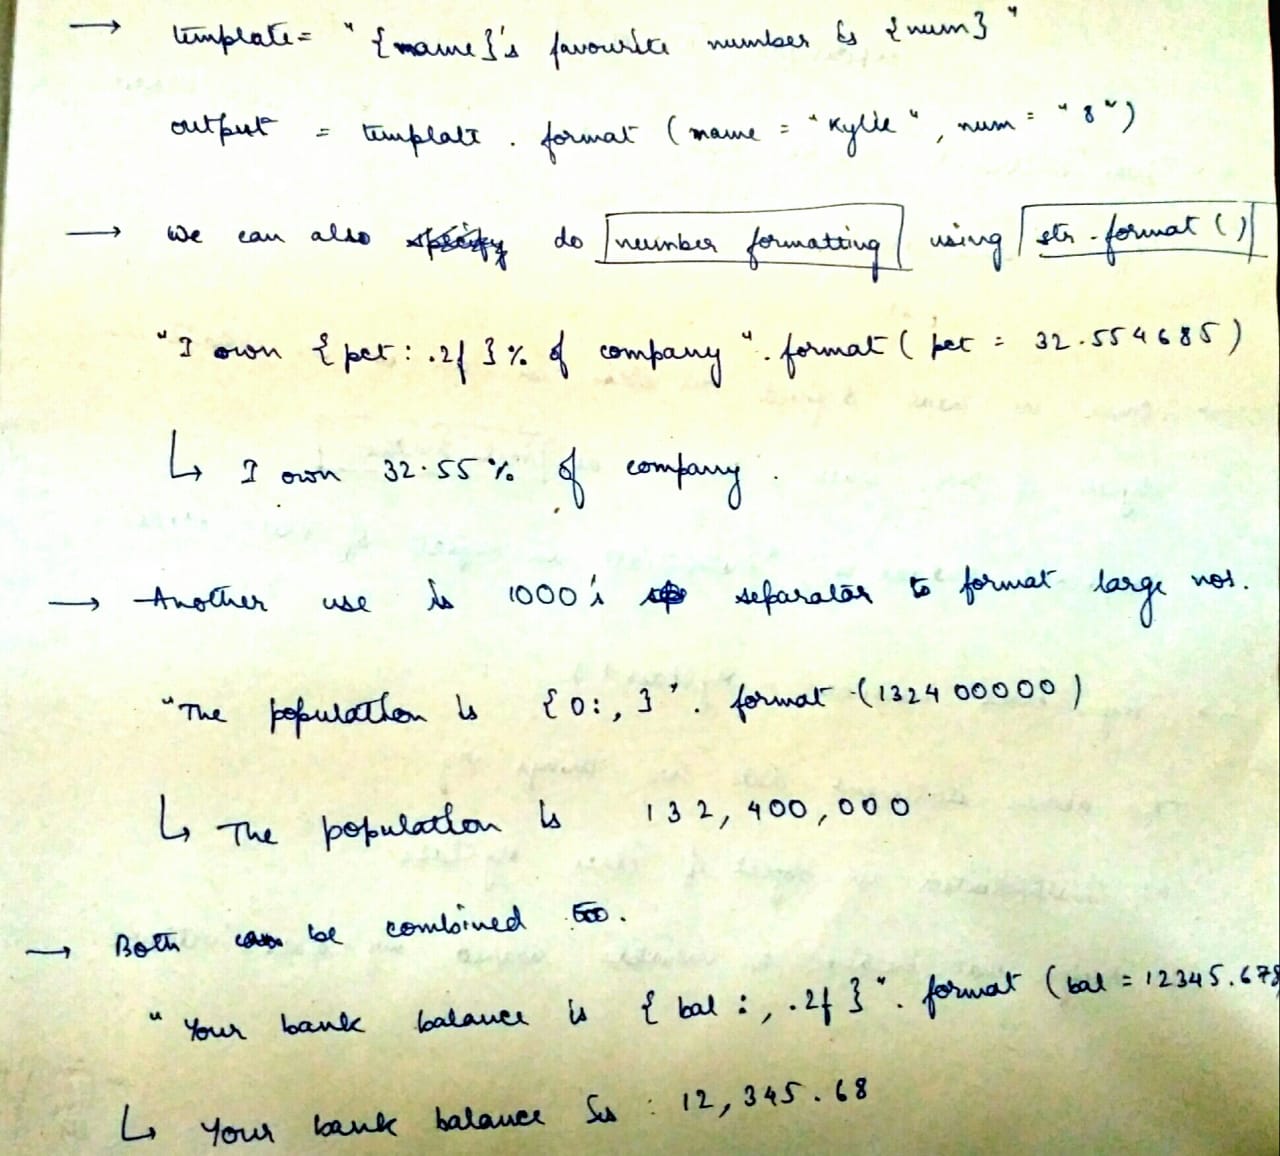 → template = "{name}'s favourite number is {num}"
output = template . format (name = "Kylie", num = "8")
→ We can also do number formatting using str.format()
"I own {pct : .2f}% of company". format (pct = 32.554685)
↳ I own 32.55% of company.
→ Another use is 1000's separator to format large nos.
"The population is {0:,}". format (132400000)
↳ The population is 132,400,000
→ Both can be combined.
"Your bank balance is {bal : , .2f}". format (bal = 12345.678
↳ Your bank balance is : 12,345.68